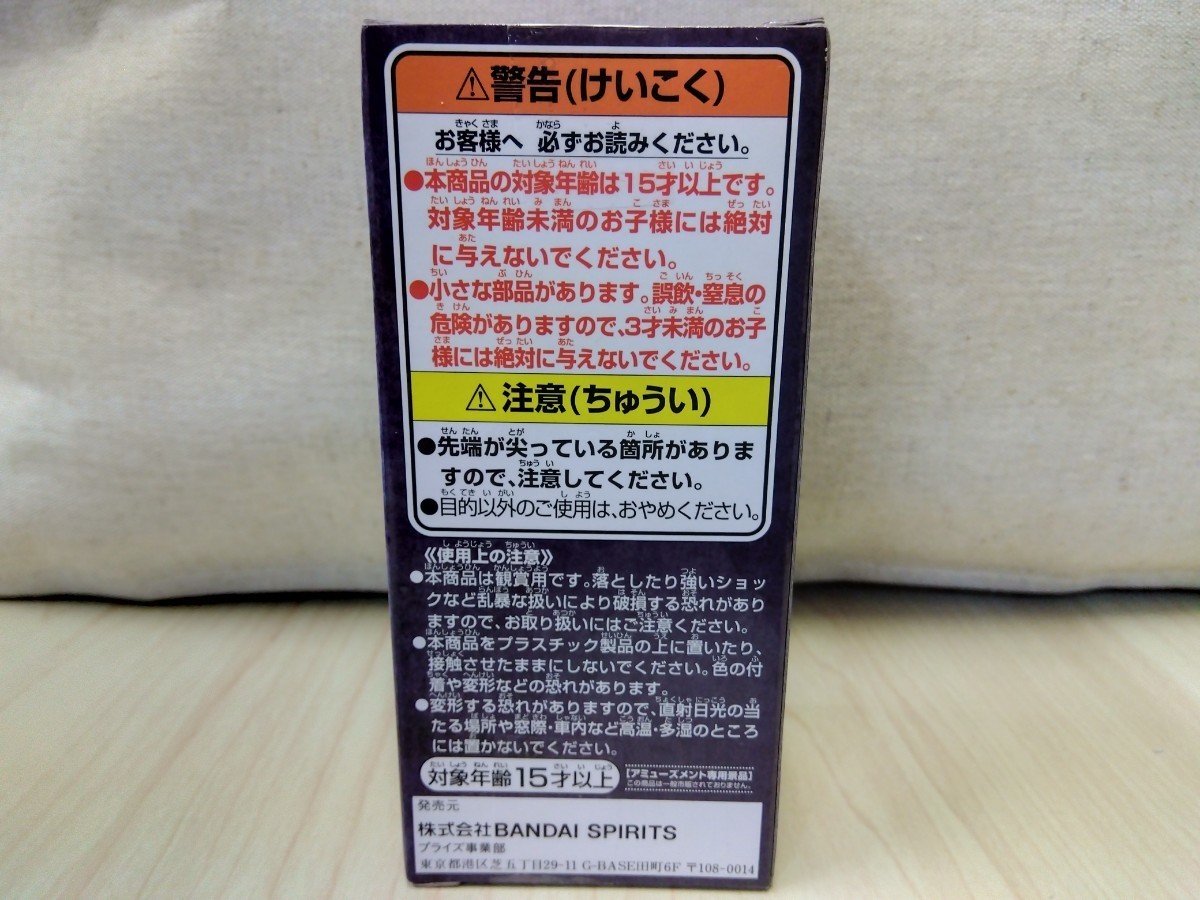 ⚠警告(けいこく)
お客様へ 必ずお読みください。
●本商品の対象年齢は15才以上です。
対象年齢未満のお子様には絶対
に与えないでください。
●小さな部品があります。誤飲・窒息の
危険がありますので、3才未満のお子
様には絶対に与えないでください。
⚠注意(ちゅうい)
●先端が尖っている箇所がありま
すので、注意してください。
●目的以外のご使用は、おやめください。
《使用上の注意》
●本商品は観賞用です。落としたり強いショッ
クなど乱暴な扱いにより破損する恐れがあり
ますので、お取り扱いにはご注意ください。
●本商品をプラスチック製品の上に置いたり、
接触させたままにしないでください。色の付
着や変形などの恐れがあります。
●変形する恐れがありますので、直射日光の当
たる場所や窓際・車内など高温・多湿のところ
には置かないでください。
対象年齢15才以上
[アミューズメント専用景品]
この商品は一般市販されておりません。
発売元
株式会社BANDAI SPIRITS
プライズ事業部
東京都港区芝五丁目29-11 G-BASE田町6F 〒108-0014